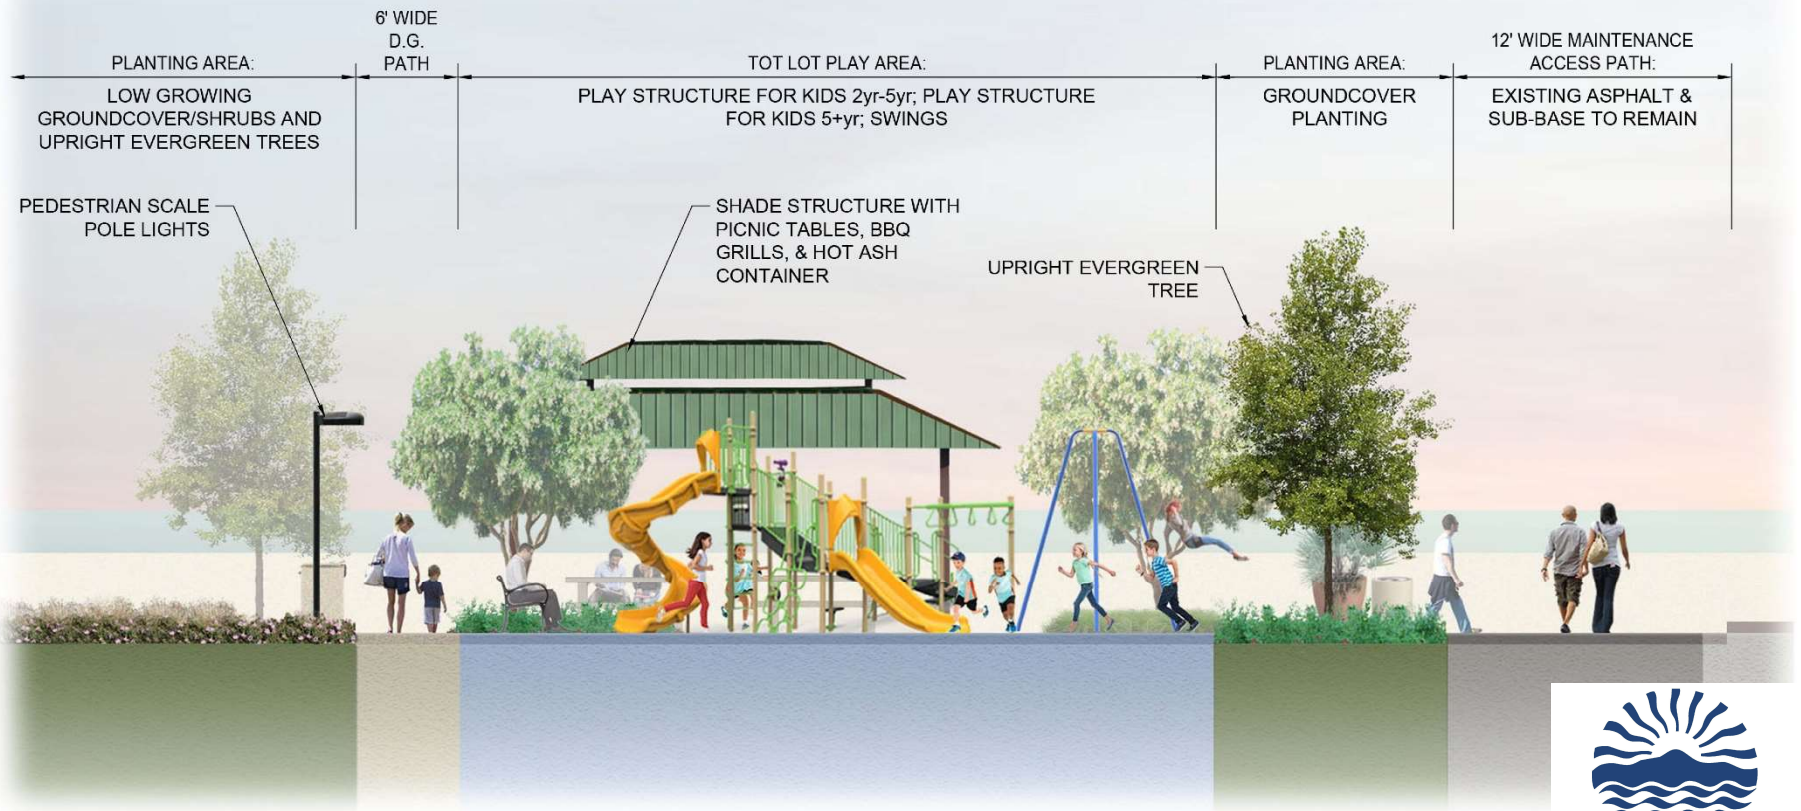 PLANTING AREA:
LOW GROWING
GROUNDCOVER/SHRUBS AND
UPRIGHT EVERGREEN TREES
6' WIDE
D.G.
PATH
TOT LOT PLAY AREA:
PLAY STRUCTURE FOR KIDS 2yr-5yr; PLAY STRUCTURE
FOR KIDS 5+yr; SWINGS
PLANTING AREA:
GROUNDCOVER
PLANTING
12' WIDE MAINTENANCE
ACCESS PATH:
EXISTING ASPHALT &
SUB-BASE TO REMAIN
PEDESTRIAN SCALE
POLE LIGHTS
SHADE STRUCTURE WITH
PICNIC TABLES, BBQ
GRILLS, & HOT ASH
CONTAINER
UPRIGHT EVERGREEN
TREE